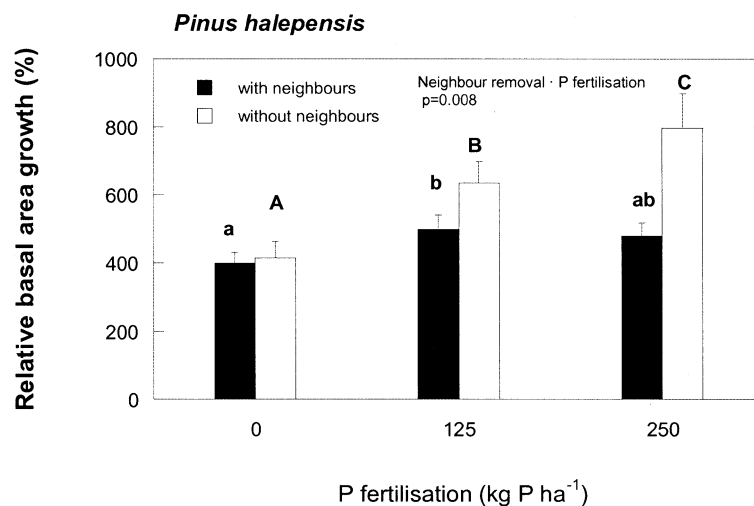 Pinus halepensis
Relative basal area growth (%)
1000
800
600
400
200
0
with neighbours
without neighbours
Neighbour removal · P fertilisation
p=0.008
a
A
b
B
ab
C
0
125
250
P fertilisation (kg P ha⁻¹)